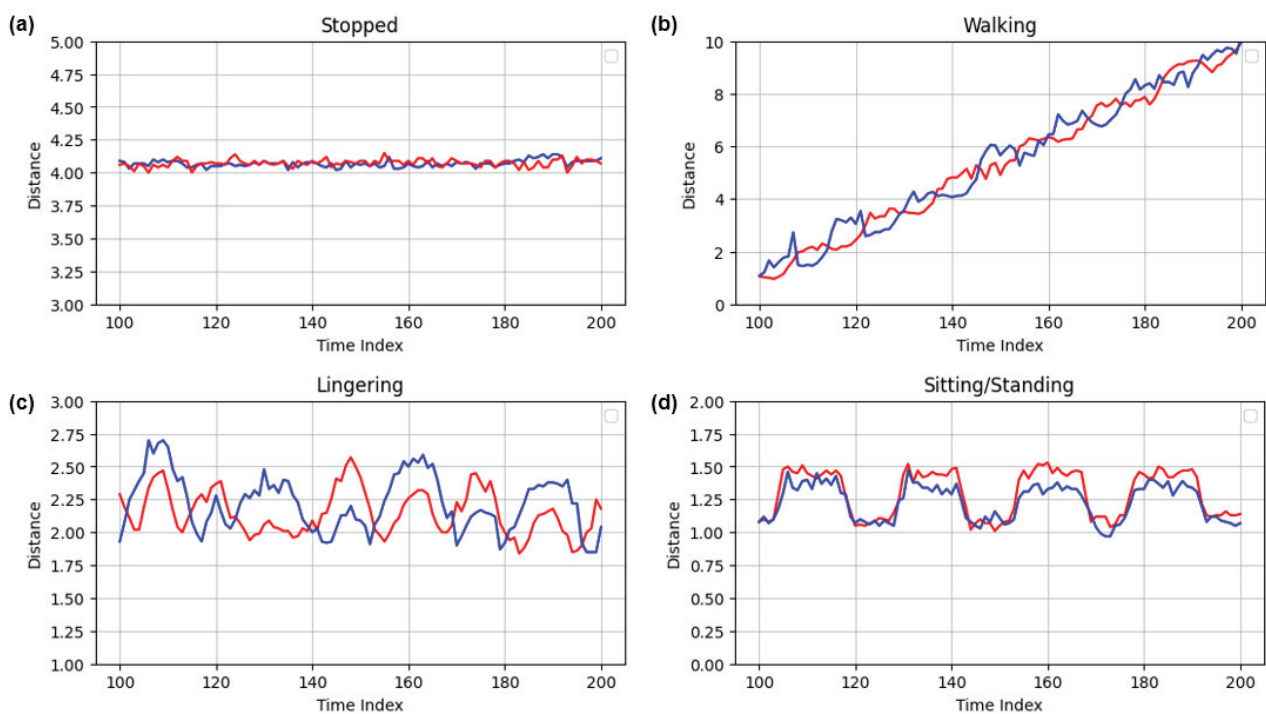 (a)
Stopped
5.00
4.75
4.50
4.25
4.00
3.75
3.50
3.25
3.00
Distance
100 120 140 160 180 200
Time Index
(b)
Walking
10
8
6
4
2
0
Distance
100 120 140 160 180 200
Time Index
(c)
Lingering
3.00
2.75
2.50
2.25
2.00
1.75
1.50
1.25
1.00
Distance
100 120 140 160 180 200
Time Index
(d)
Sitting/Standing
2.00
1.75
1.50
1.25
1.00
0.75
0.50
0.25
0.00
Distance
100 120 140 160 180 200
Time Index